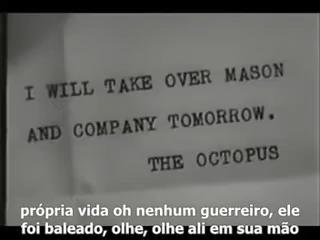 I WILL TAKE OVER MASON
AND COMPANY TOMORROW.
THE OCTOPUS
própria vida oh nenhum guerreiro, ele
foi baleado, olhe, olhe ali em sua mão